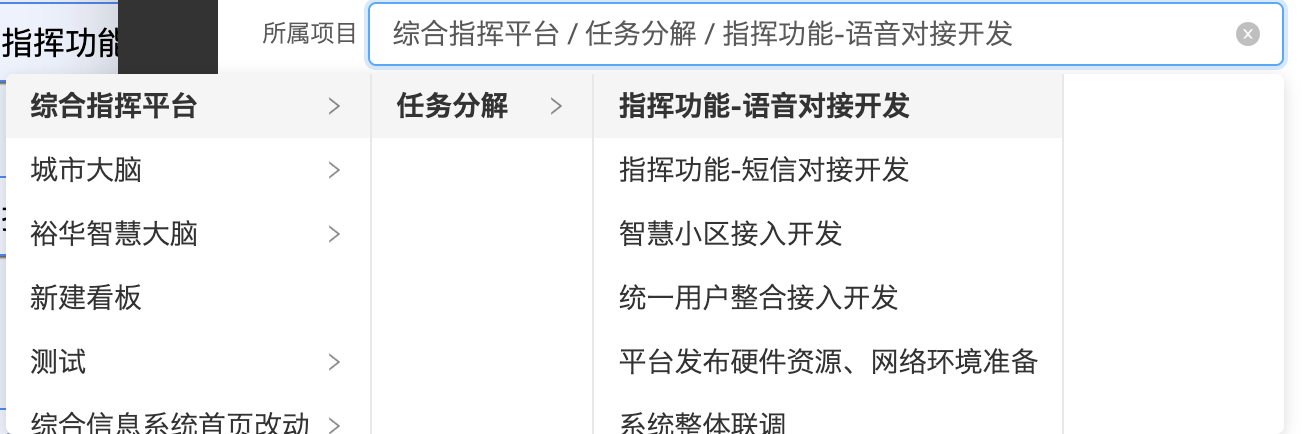 指挥功能
所属项目
综合指挥平台 / 任务分解 / 指挥功能-语音对接开发
综合指挥平台
城市大脑
裕华智慧大脑
新建看板
测试
综合信息系统首页改动
任务分解
指挥功能-语音对接开发
指挥功能-短信对接开发
智慧小区接入开发
统一用户整合接入开发
平台发布硬件资源、网络环境准备
系统整体联调